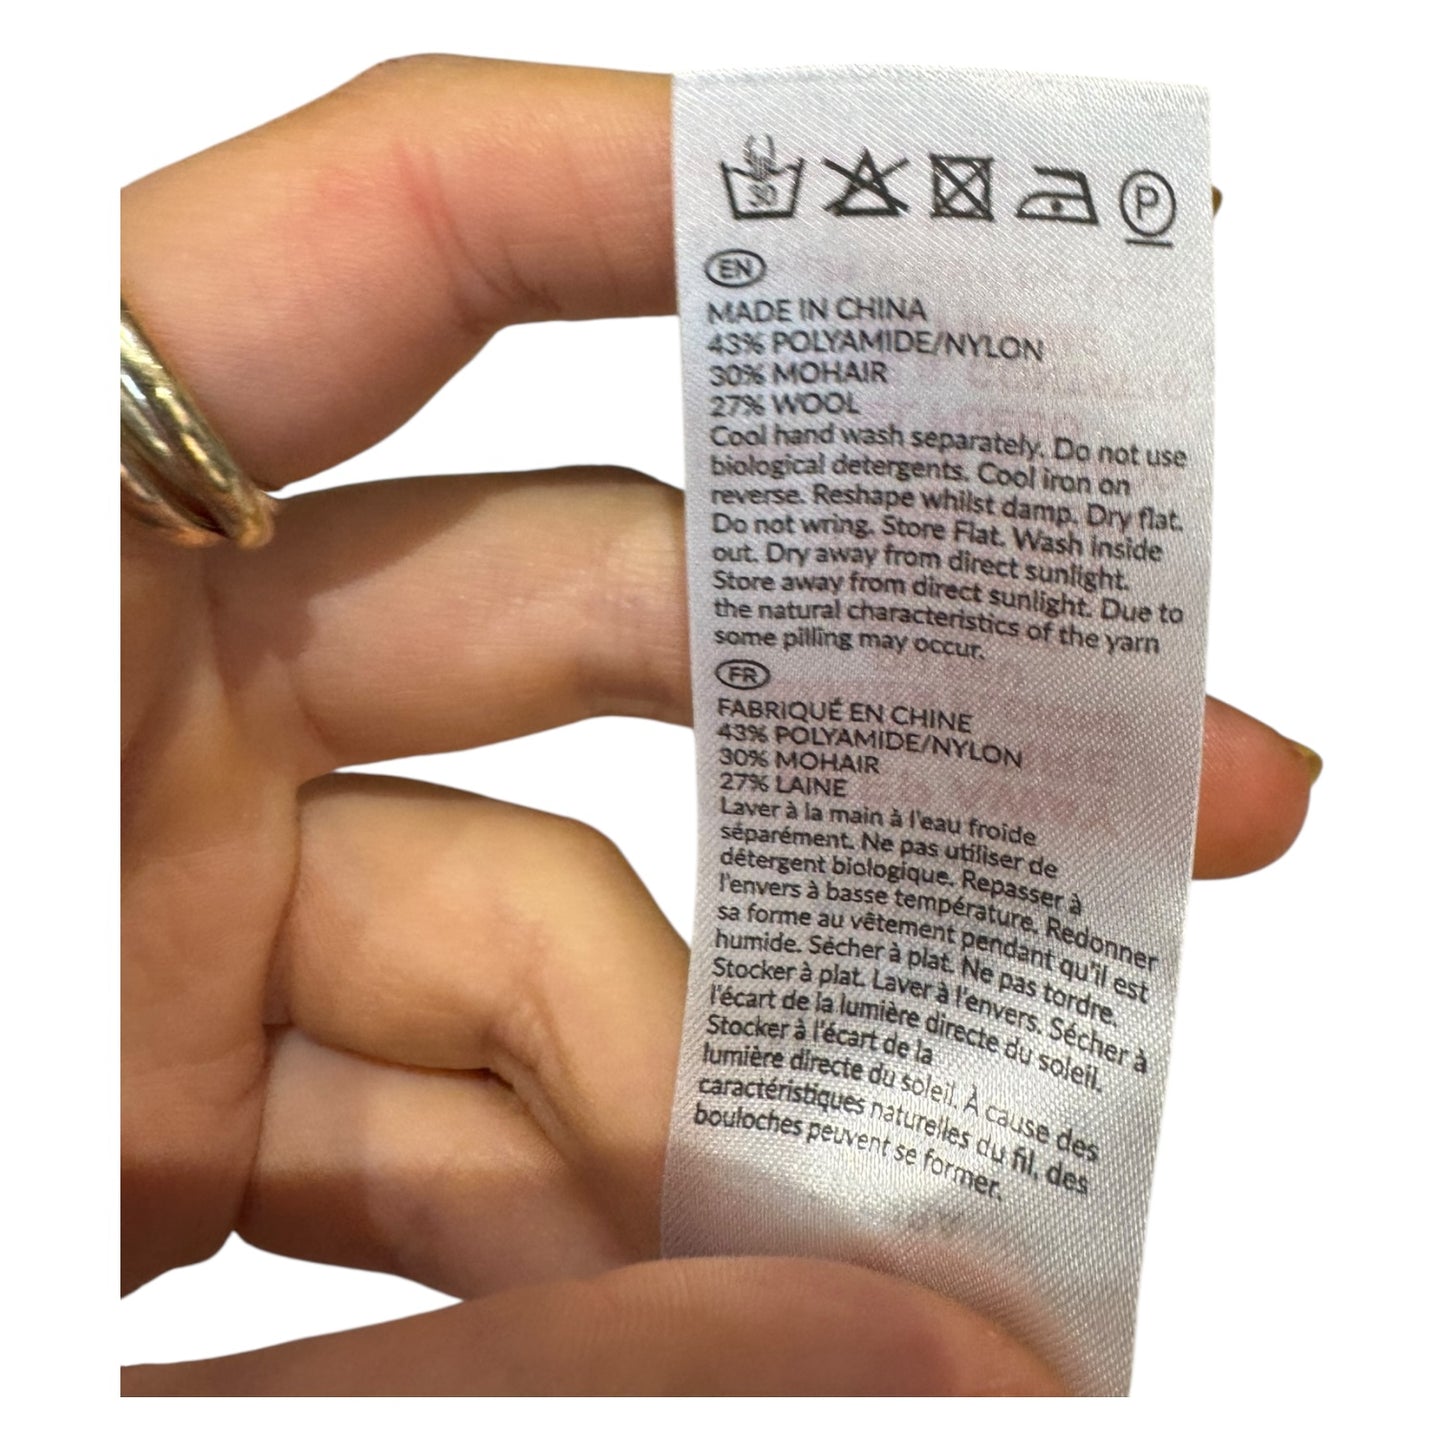 30
P
EN
MADE IN CHINA
43% POLYAMIDE/NYLON
30% MOHAIR
27% WOOL
Cool hand wash separately. Do not use
biological detergents. Cool iron on
reverse. Reshape whilst damp. Dry flat.
Do not wring. Store Flat. Wash inside
out. Dry away from direct sunlight.
Store away from direct sunlight. Due to
the natural characteristics of the yarn
some pilling may occur.
FR
FABRIQUÉ EN CHINE
43% POLYAMIDE/NYLON
30% MOHAIR
27% LAINE
Laver à la main à l'eau froide
séparément. Ne pas utiliser de
détergent biologique. Repasser à
l'envers à basse température. Redonner
sa forme au vêtement pendant qu'il est
humide. Sécher à plat. Ne pas tordre.
Stocker à plat. Laver à l'envers. Sécher à
l'écart de la lumière directe du soleil.
Stocker à l'écart de la
lumière directe du soleil. À cause des
caractéristiques naturelles du fil, des
bouloches peuvent se former.